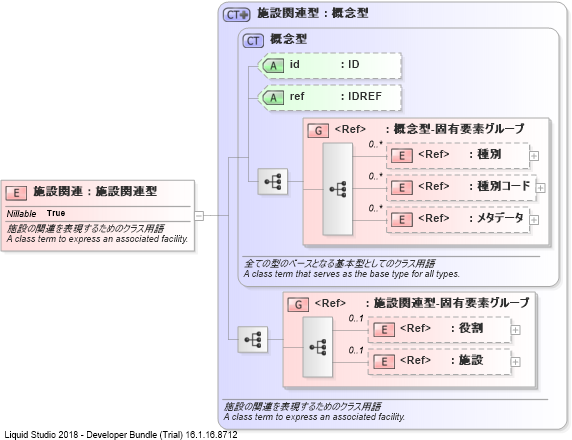 CT 施設関連型 : 概念型
CT 概念型
A id : ID
A ref : IDREF
G <Ref> : 概念型-固有要素グループ
0..*
E <Ref> : 種別
0..*
E <Ref> : 種別コード
0..*
E <Ref> : メタデータ
E 施設関連 : 施設関連型
Nillable True
施設の関連を表現するためのクラス用語
A class term to express an associated facility.
全ての型のベースとなる基本型としてのクラス用語
A class term that serves as the base type for all types.
G <Ref> : 施設関連型-固有要素グループ
0..1
E <Ref> : 役割
0..1
E <Ref> : 施設
施設の関連を表現するためのクラス用語
A class term to express an associated facility.
Liquid Studio 2018 - Developer Bundle (Trial) 16.1.16.8712